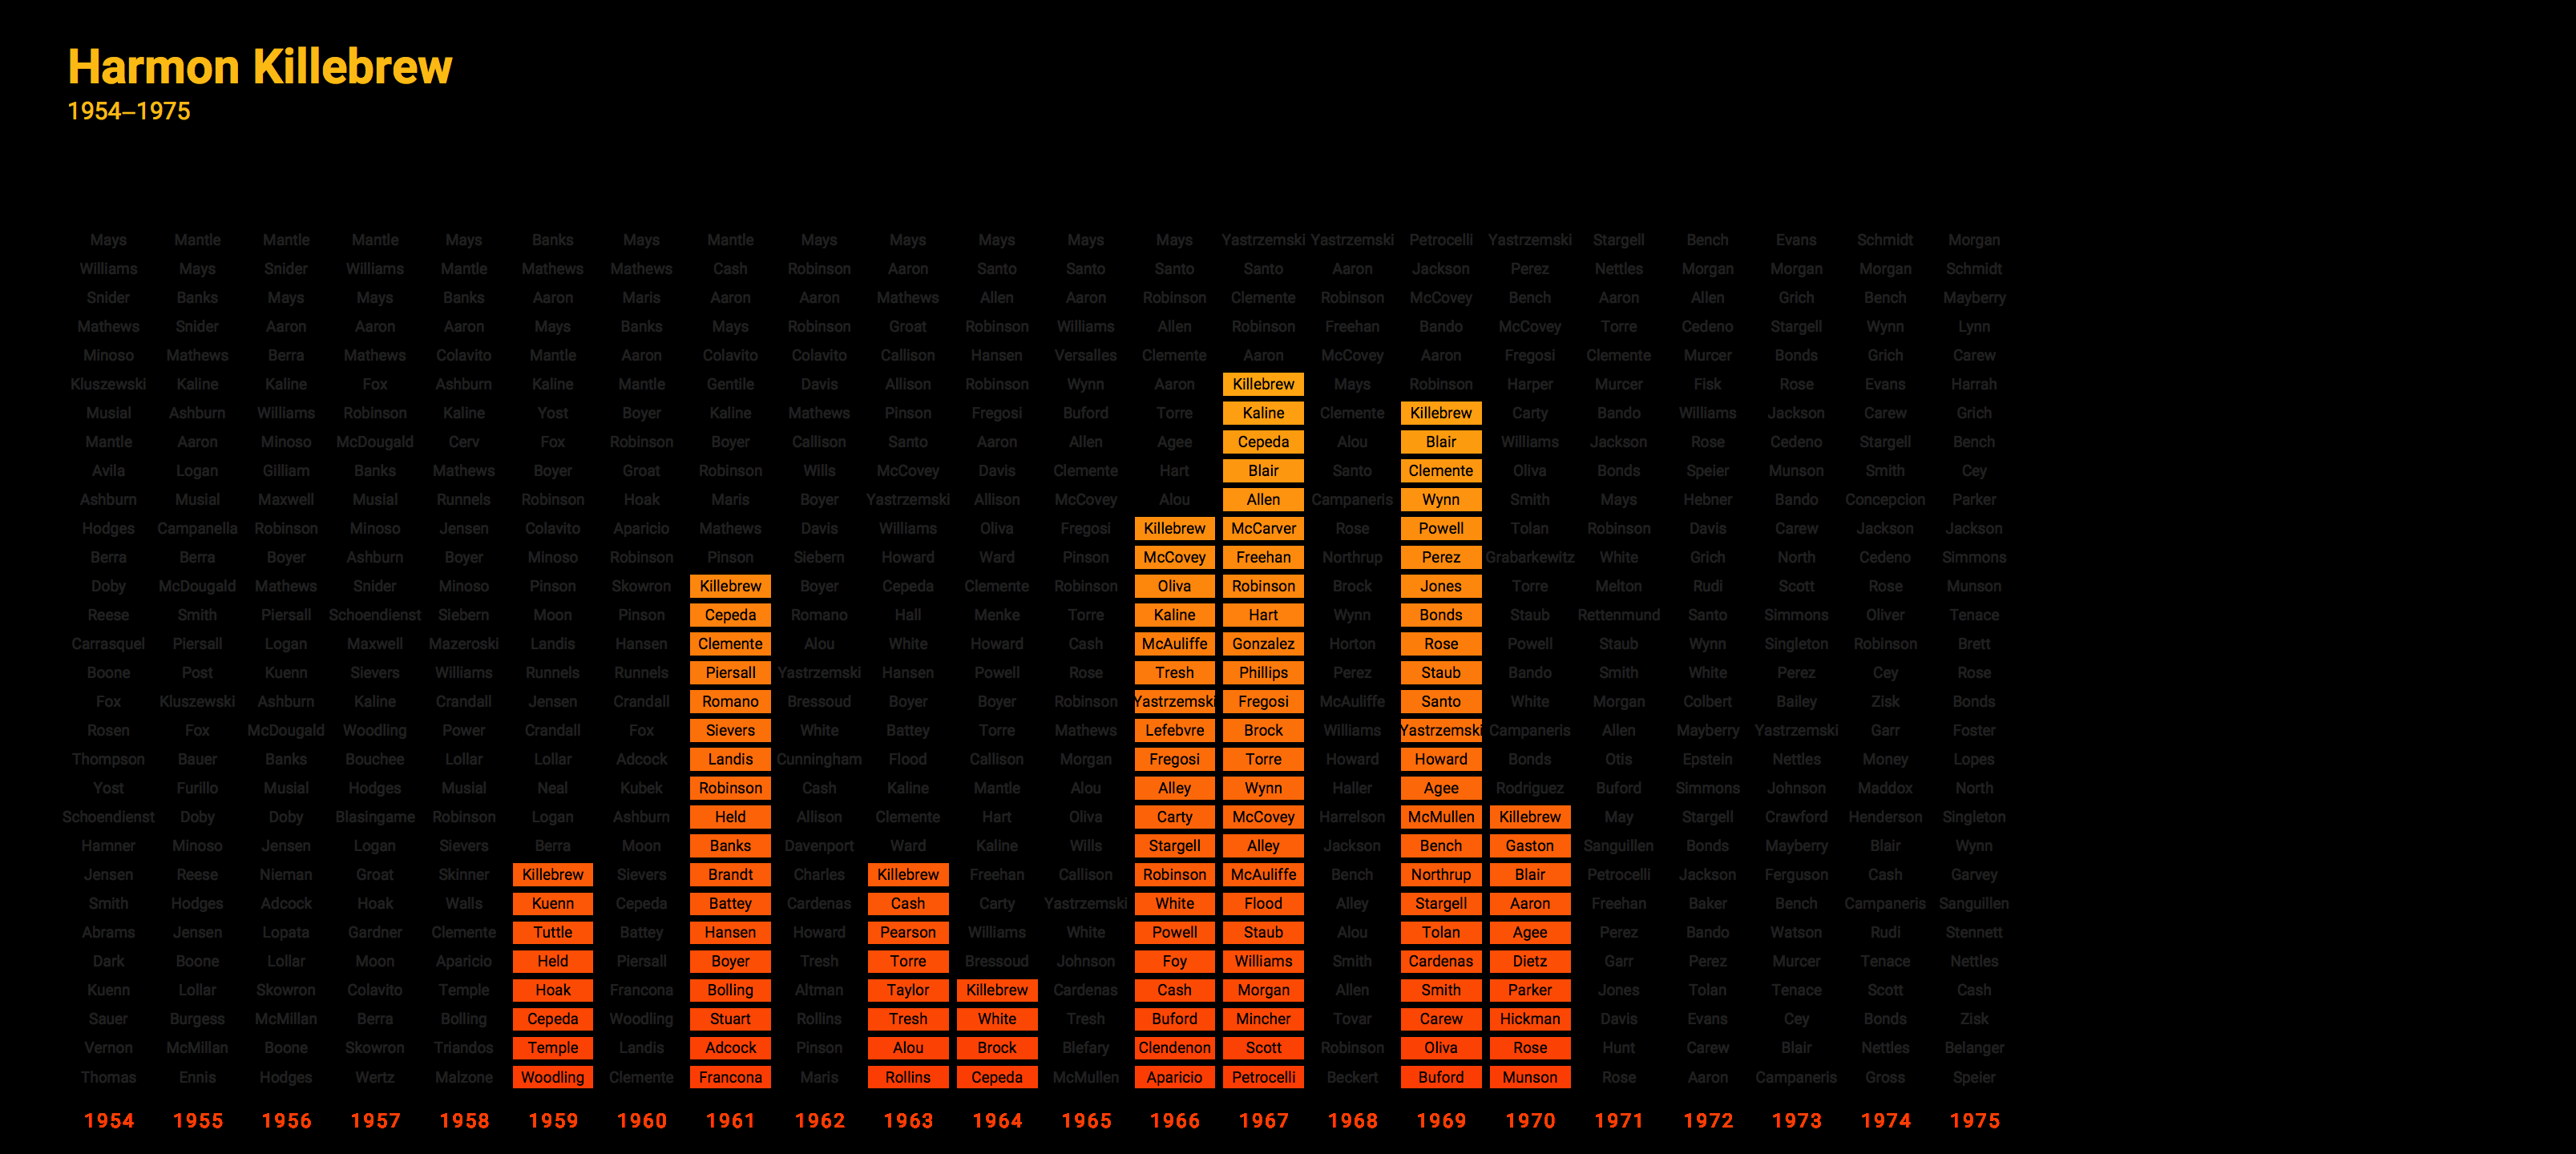 Harmon Killebrew
1954–1975
Mays Mantle Mantle Mantle Mays Banks Mays Mantle Mays Mays Mays Mays Mays Yastrzemski Yastrzemski Petrocelli Yastrzemski Stargell Bench Evans Schmidt Morgan
Williams Mays Snider Williams Mantle Mathews Mathews Cash Robinson Aaron Santo Santo Santo Santo Aaron Jackson Perez Nettles Morgan Morgan Morgan Schmidt
Snider Banks Mays Mays Banks Aaron Maris Aaron Aaron Mathews Allen Aaron Robinson Clemente Robinson McCovey Bench Aaron Allen Grich Bench Mayberry
Mathews Snider Aaron Aaron Aaron Mays Banks Mays Robinson Groat Robinson Williams Allen Robinson Freehan Bando McCovey Torre Cedeno Stargell Wynn Lynn
Minoso Mathews Berra Mathews Colavito Mantle Aaron Colavito Colavito Callison Hansen Versalles Clemente Aaron McCovey Aaron Fregosi Clemente Murcer Bonds Grich Carew
Kluszewski Kaline Kaline Fox Ashburn Kaline Mantle Gentile Davis Allison Robinson Wynn Aaron Killebrew Mays Robinson Harper Murcer Fisk Rose Evans Harrah
Musial Ashburn Williams Robinson Kaline Yost Boyer Kaline Mathews Pinson Fregosi Buford Torre Kaline Clemente Killebrew Carty Bando Williams Jackson Carew Grich
Mantle Aaron Minoso McDougald Cerv Fox Robinson Boyer Callison Santo Aaron Allen Agee Cepeda Alou Blair Williams Jackson Rose Cedeno Stargell Bench
Avila Logan Gilliam Banks Mathews Boyer Groat Robinson Wills McCovey Davis Clemente Hart Blair Santo Clemente Oliva Bonds Speier Munson Smith Cey
Ashburn Musial Maxwell Musial Runnels Robinson Hoak Maris Boyer Yastrzemski Allison McCovey Alou Allen Campaneris Wynn Smith Mays Hebner Bando Concepcion Parker
Hodges Campanella Robinson Minoso Jensen Colavito Aparicio Mathews Davis Williams Oliva Fregosi Killebrew McCarver Rose Powell Tolan Robinson Davis Carew Jackson Jackson
Berra Berra Boyer Ashburn Boyer Minoso Robinson Pinson Siebern Howard Ward Pinson McCovey Freehan Northrup Perez Grabarkewitz White Grich North Cedeno Simmons
Doby McDougald Mathews Snider Minoso Pinson Skowron Killebrew Boyer Cepeda Clemente Robinson Oliva Robinson Brock Jones Torre Melton Rudi Scott Rose Munson
Reese Smith Piersall Schoendienst Siebern Moon Pinson Cepeda Romano Hall Menke Torre Kaline Hart Wynn Bonds Staub Rettenmund Santo Simmons Oliver Tenace
Carrasquel Piersall Logan Maxwell Mazeroski Landis Hansen Clemente Alou White Howard Cash McAuliffe Gonzalez Horton Rose Powell Staub Wynn Singleton Robinson Brett
Boone Post Kuenn Sievers Williams Runnels Runnels Piersall Yastrzemski Hansen Powell Rose Tresh Phillips Perez Staub Bando Smith White Perez Cey Rose
Fox Kluszewski Ashburn Kaline Crandall Jensen Crandall Romano Bressoud Boyer Boyer Robinson Yastrzemski Fregosi McAuliffe Santo White Morgan Colbert Bailey Zisk Bonds
Rosen Fox McDougald Woodling Power Crandall Fox Sievers White Battey Torre Mathews Lefebvre Brock Williams Yastrzemski Campaneris Allen Mayberry Yastrzemski Garr Foster
Thompson Bauer Banks Bouchee Lollar Lollar Adcock Landis Cunningham Flood Callison Morgan Fregosi Torre Howard Howard Bonds Otis Epstein Nettles Money Lopes
Yost Furillo Musial Hodges Musial Neal Kubek Robinson Cash Kaline Mantle Alou Alley Wynn Haller Agee Rodriguez Buford Simmons Johnson Maddox North
Schoendienst Doby Doby Blasingame Robinson Logan Ashburn Held Allison Clemente Hart Oliva Carty McCovey Harrelson McMullen Killebrew May Stargell Crawford Henderson Singleton
Hamner Minoso Jensen Logan Sievers Berra Moon Banks Davenport Ward Kaline Wills Stargell Alley Jackson Bench Gaston Sanguillen Bonds Mayberry Blair Wynn
Jensen Reese Nieman Groat Skinner Killebrew Sievers Brandt Charles Killebrew Freehan Callison Robinson McAuliffe Bench Northrup Blair Petrocelli Jackson Ferguson Cash Garvey
Smith Hodges Adcock Hoak Walls Kuenn Cepeda Battey Cardenas Cash Carty Yastrzemski White Flood Alley Stargell Aaron Freehan Baker Bench Campaneris Sanguillen
Abrams Jensen Lopata Gardner Clemente Tuttle Battey Hansen Howard Pearson Williams White Powell Staub Alou Tolan Agee Perez Bando Watson Rudi Stennett
Dark Boone Lollar Moon Aparicio Held Piersall Boyer Tresh Torre Bressoud Johnson Foy Williams Smith Cardenas Dietz Garr Perez Murcer Tenace Nettles
Kuenn Lollar Skowron Colavito Temple Hoak Francona Bolling Altman Taylor Killebrew Cardenas Cash Morgan Allen Smith Parker Jones Tolan Tenace Scott Cash
Sauer Burgess McMillan Berra Bolling Cepeda Woodling Stuart Rollins Tresh White Tresh Buford Mincher Tovar Carew Hickman Davis Evans Cey Bonds Zisk
Vernon McMillan Boone Skowron Triandos Temple Landis Adcock Pinson Alou Brock Blefary Clendenon Scott Robinson Oliva Rose Hunt Carew Blair Nettles Belanger
Thomas Ennis Hodges Wertz Malzone Woodling Clemente Francona Maris Rollins Cepeda McMullen Aparicio Petrocelli Beckert Buford Munson Rose Aaron Campaneris Gross Speier
1954 1955 1956 1957 1958 1959 1960 1961 1962 1963 1964 1965 1966 1967 1968 1969 1970 1971 1972 1973 1974 1975